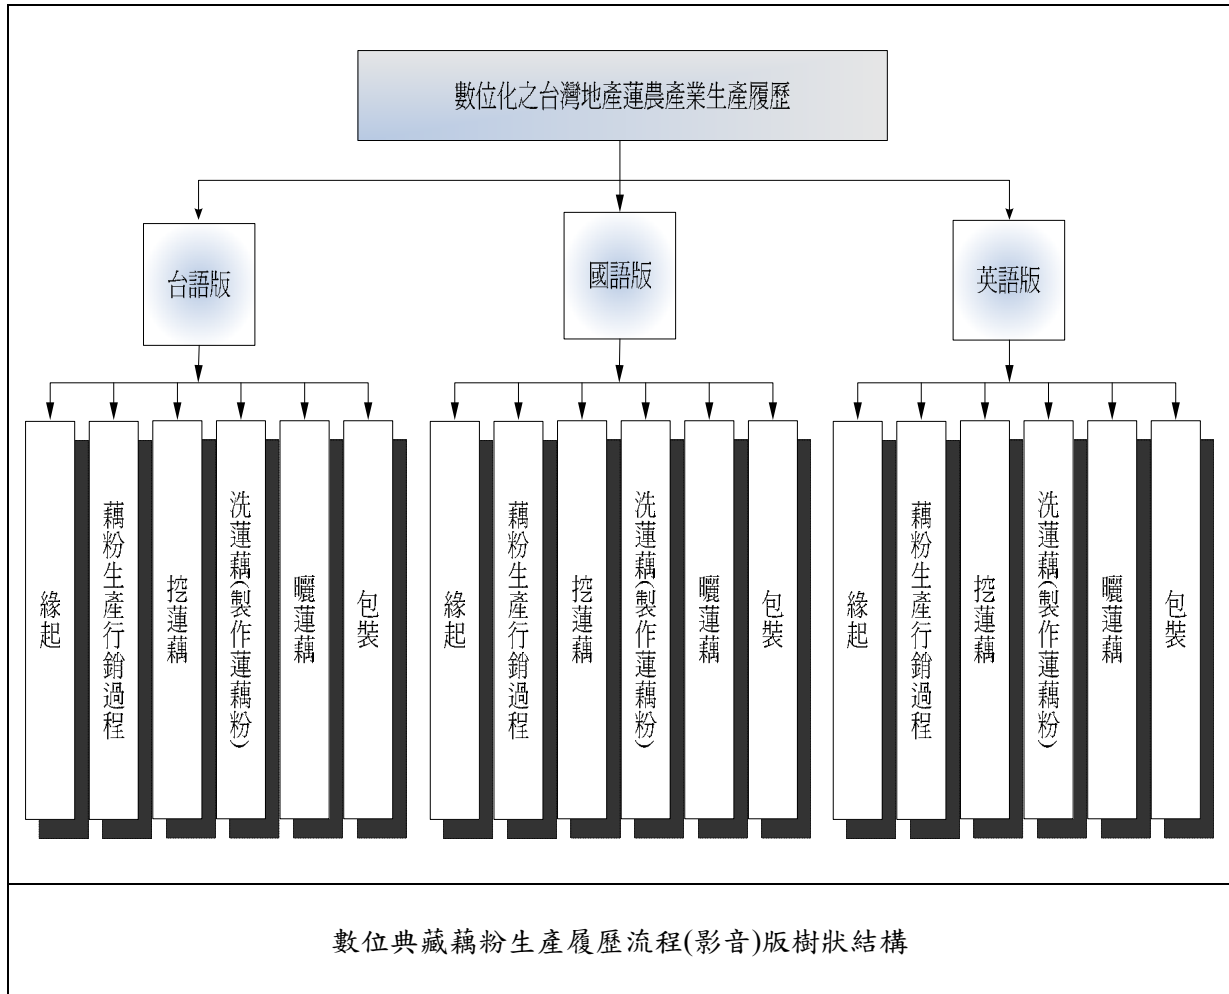 數位化之台灣地產蓮農產業生產履歷
台語版
國語版
英語版
緣起
藕粉生產行銷過程
挖蓮藕
洗蓮藕(製作蓮藕粉)
曬蓮藕
包裝
緣起
藕粉生產行銷過程
挖蓮藕
洗蓮藕(製作蓮藕粉)
曬蓮藕
包裝
緣起
藕粉生產行銷過程
挖蓮藕
洗蓮藕(製作蓮藕粉)
曬蓮藕
包裝
數位典藏藕粉生產履歷流程(影音)版樹狀結構